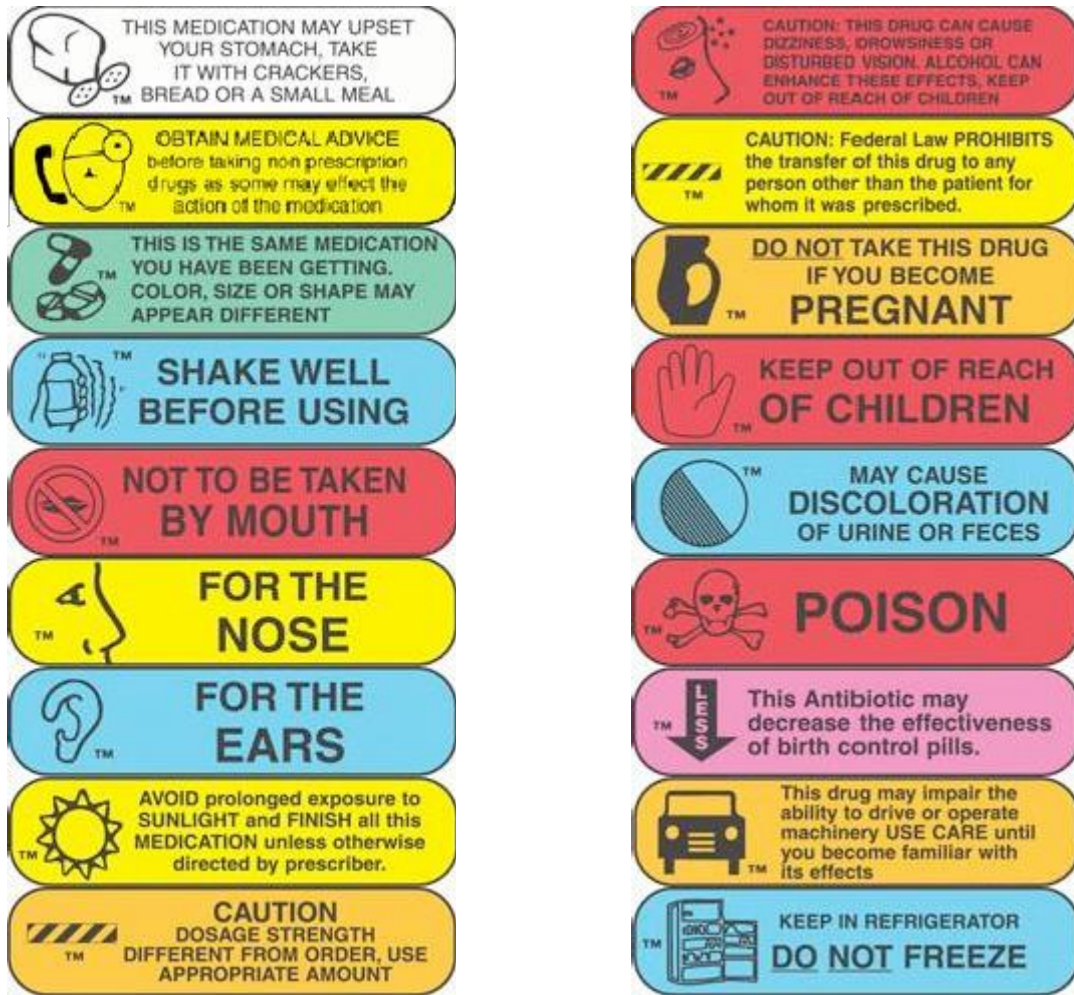 THIS MEDICATION MAY UPSET
YOUR STOMACH, TAKE
IT WITH CRACKERS,
BREAD OR A SMALL MEAL
TM
OBTAIN MEDICAL ADVICE
before taking non prescription
drugs as some may effect the
action of the medication
TM
THIS IS THE SAME MEDICATION
YOU HAVE BEEN GETTING.
COLOR, SIZE OR SHAPE MAY
APPEAR DIFFERENT
TM
SHAKE WELL
BEFORE USING
TM
NOT TO BE TAKEN
BY MOUTH
TM
FOR THE
NOSE
TM
FOR THE
EARS
TM
AVOID prolonged exposure to
SUNLIGHT and FINISH all this
MEDICATION unless otherwise
directed by prescriber.
TM
CAUTION
DOSAGE STRENGTH
DIFFERENT FROM ORDER, USE
APPROPRIATE AMOUNT
TM
CAUTION: THIS DRUG CAN CAUSE
DIZZINESS, DROWSINESS OR
DISTURBED VISION. ALCOHOL CAN
ENHANCE THESE EFFECTS, KEEP
OUT OF REACH OF CHILDREN
TM
CAUTION: Federal Law PROHIBITS
the transfer of this drug to any
person other than the patient for
whom it was prescribed.
TM
DO NOT TAKE THIS DRUG
IF YOU BECOME
PREGNANT
TM
KEEP OUT OF REACH
OF CHILDREN
TM
MAY CAUSE
DISCOLORATION
OF URINE OR FECES
TM
POISON
TM
LESS
This Antibiotic may
decrease the effectiveness
of birth control pills.
TM
This drug may impair the
ability to drive or operate
machinery USE CARE until
you become familiar with
its effects
TM
KEEP IN REFRIGERATOR
DO NOT FREEZE
TM